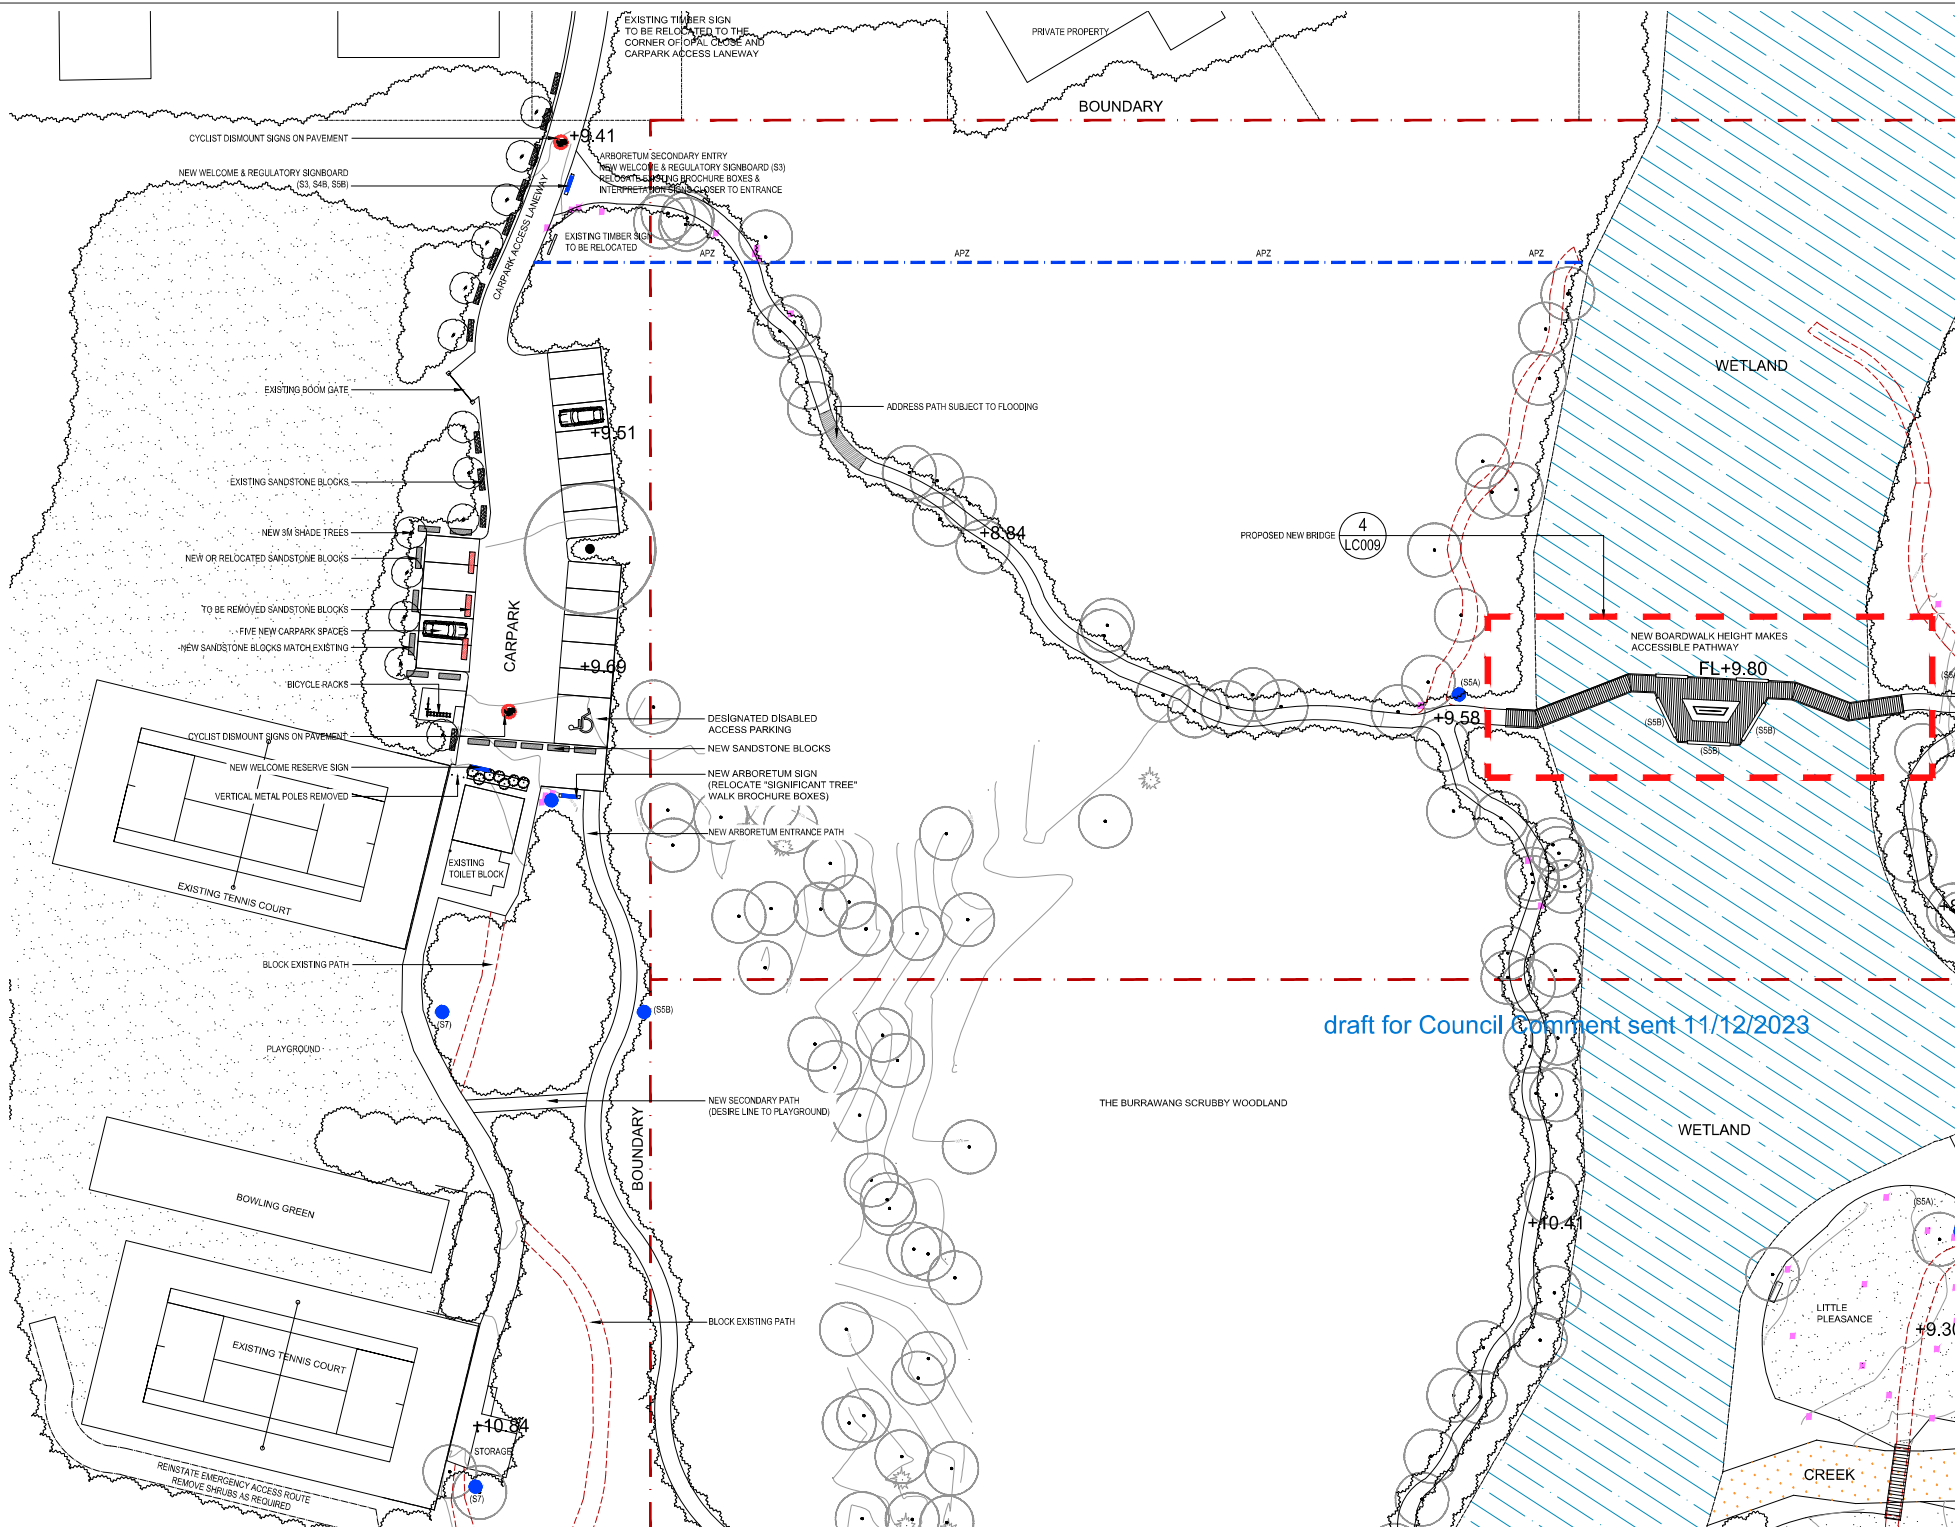 EXISTING TIMBER SIGN
TO BE RELOCATED TO THE
CORNER OF OPAL CLOSE AND
CARPARK ACCESS LANEWAY
PRIVATE PROPERTY
BOUNDARY
CYCLIST DISMOUNT SIGNS ON PAVEMENT
+9.41
ARBORETUM SECONDARY ENTRY
NEW WELCOME & REGULATORY SIGNBOARD (S3)
RELOCATE EXISTING BROCHURE BOXES &
INTERPRETATION SIGNS CLOSER TO ENTRANCE
NEW WELCOME & REGULATORY SIGNBOARD
(S3, S4B, S5B)
CARPARK ACCESS LANEWAY
EXISTING TIMBER SIGN
TO BE RELOCATED
APZ
APZ
APZ
APZ
WETLAND
EXISTING BOOM GATE
ADDRESS PATH SUBJECT TO FLOODING
+9.51
EXISTING SANDSTONE BLOCKS
NEW 3M SHADE TREES
+8.84
PROPOSED NEW BRIDGE
4
LC009
NEW OR RELOCATED SANDSTONE BLOCKS
TO BE REMOVED SANDSTONE BLOCKS
FIVE NEW CARPARK SPACES
NEW SANDSTONE BLOCKS MATCH EXISTING
CARPARK
+9.69
BICYCLE RACKS
NEW BOARDWALK HEIGHT MAKES
ACCESSIBLE PATHWAY
FL+9.80
(S5A)
(S5B)
(S5B)
(S5B)
+9.58
DESIGNATED DISABLED
ACCESS PARKING
CYCLIST DISMOUNT SIGNS ON PAVEMENT
NEW SANDSTONE BLOCKS
NEW WELCOME RESERVE SIGN
NEW ARBORETUM SIGN
(RELOCATE "SIGNIFICANT TREE"
WALK BROCHURE BOXES)
VERTICAL METAL POLES REMOVED
NEW ARBORETUM ENTRANCE PATH
EXISTING
TOILET BLOCK
EXISTING TENNIS COURT
BLOCK EXISTING PATH
(S7)
(S5B)
draft for Council Comment sent 11/12/2023
PLAYGROUND
NEW SECONDARY PATH
(DESIRE LINE TO PLAYGROUND)
THE BURRAWANG SCRUBBY WOODLAND
WETLAND
BOUNDARY
BOWLING GREEN
(S5A)
+10.41
LITTLE
PLEASANCE
BLOCK EXISTING PATH
EXISTING TENNIS COURT
+10.84
STORAGE
CREEK
REINSTATE EMERGENCY ACCESS ROUTE
REMOVE SHRUBS AS REQUIRED
(S7)